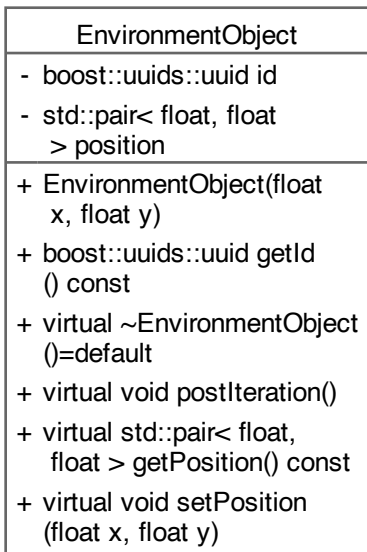 EnvironmentObject
- boost::uuids::uuid id
- std::pair< float, float
> position
+ EnvironmentObject(float
x, float y)
+ boost::uuids::uuid getId
() const
+ virtual ~EnvironmentObject
()=default
+ virtual void postIteration()
+ virtual std::pair< float,
float > getPosition() const
+ virtual void setPosition
(float x, float y)